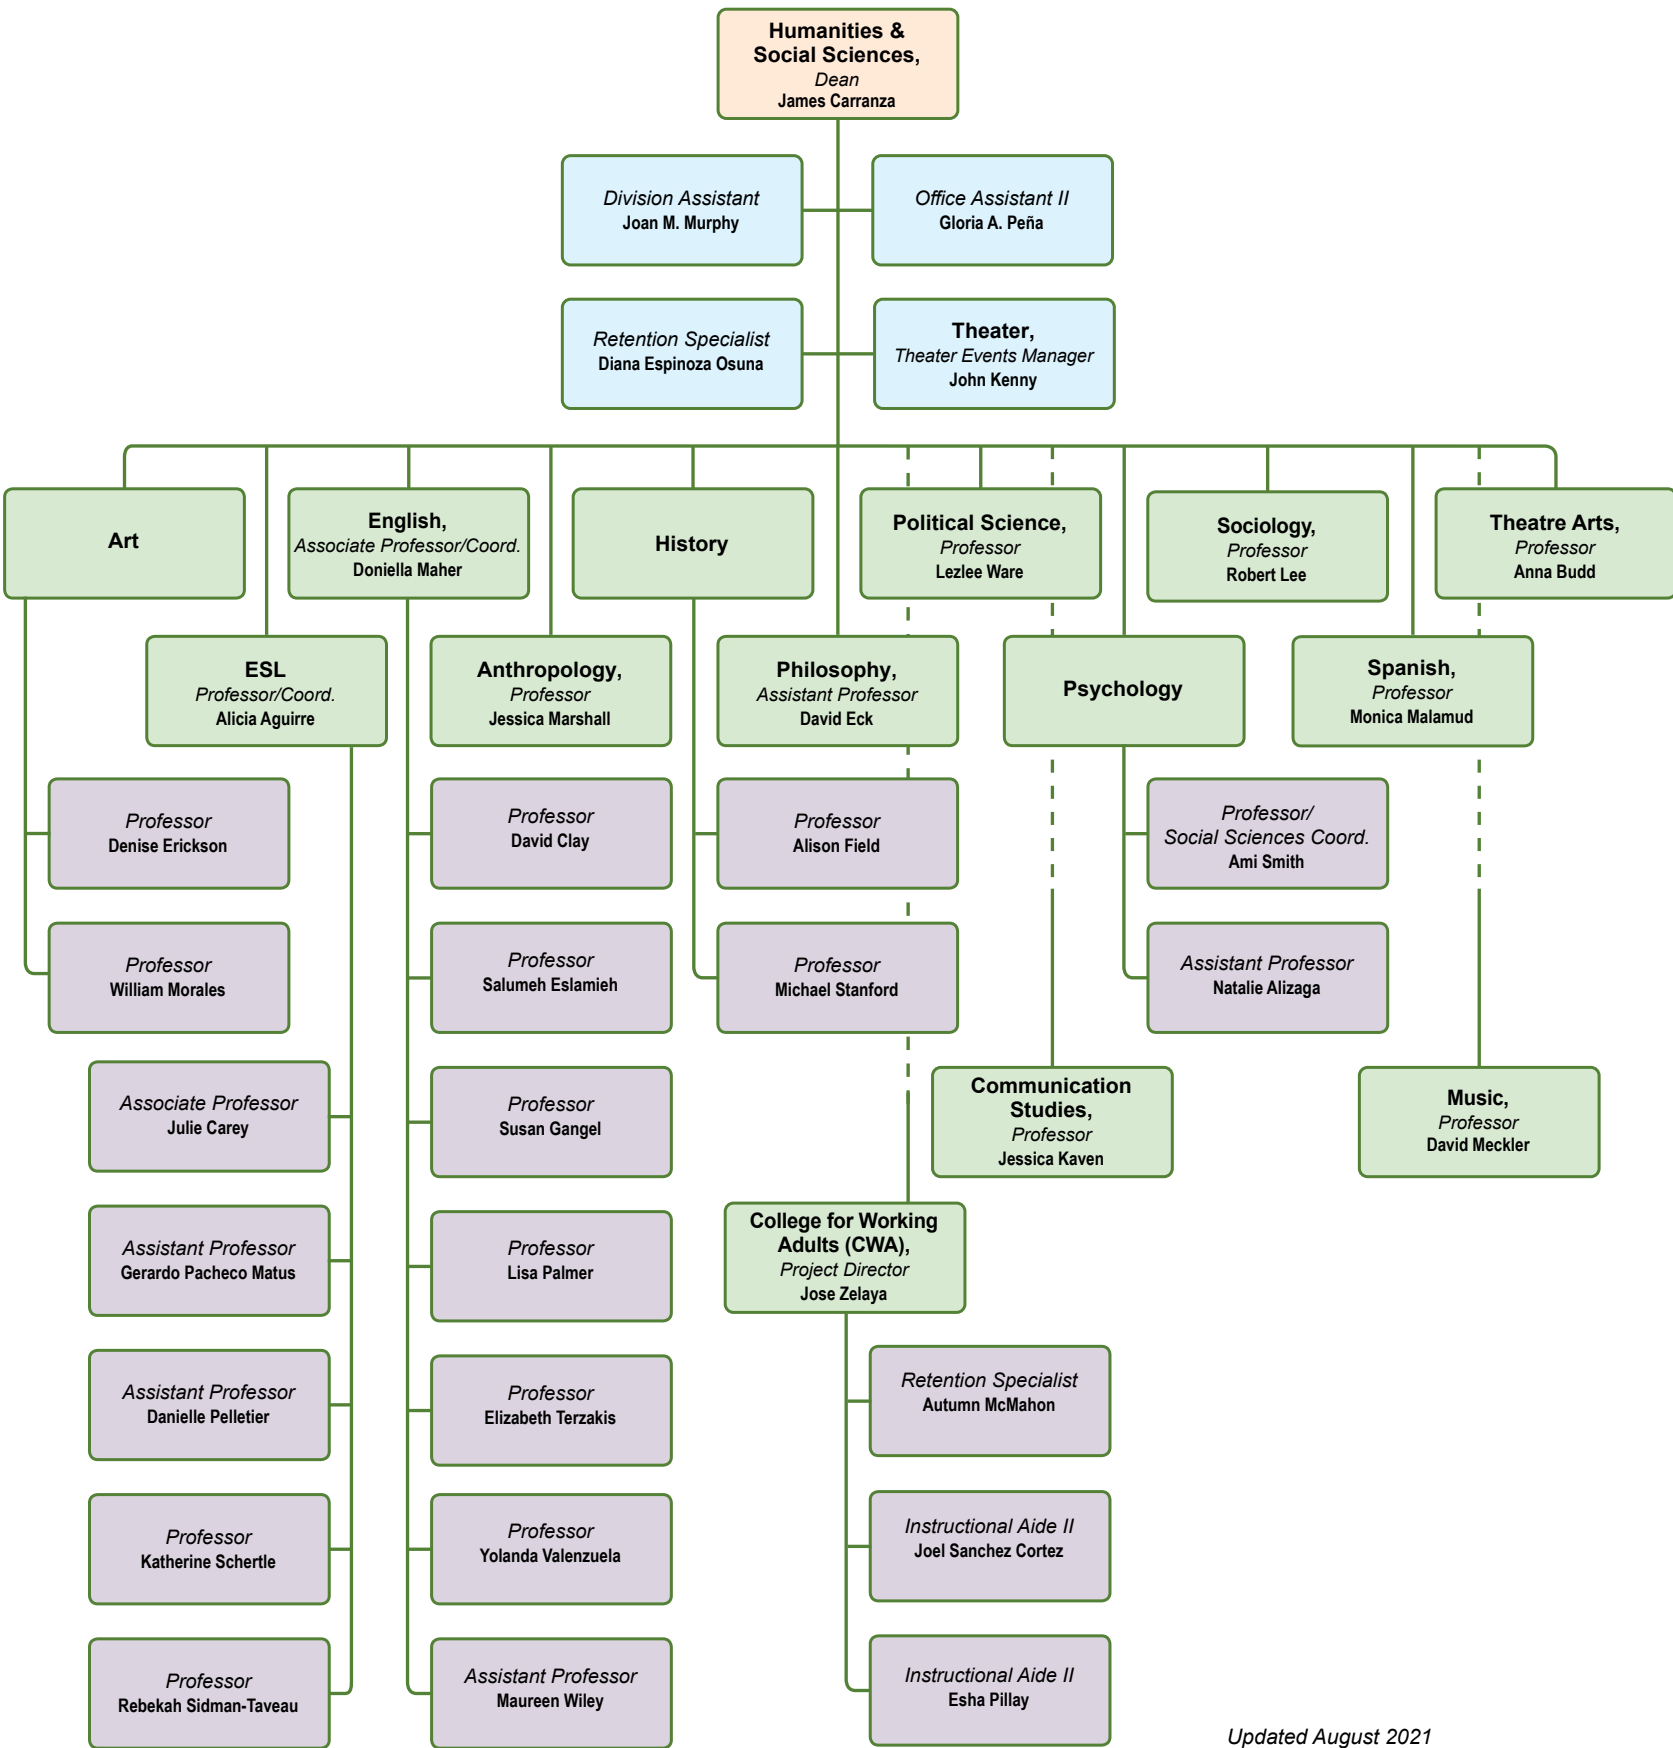 Humanities &
Social Sciences,
Dean
James Carranza
Division Assistant
Joan M. Murphy
Office Assistant II
Gloria A. Peña
Retention Specialist
Diana Espinoza Osuna
Theater,
Theater Events Manager
John Kenny
Art
English,
Associate Professor/Coord.
Doniella Maher
History
Political Science,
Professor
Lezlee Ware
Sociology,
Professor
Robert Lee
Theatre Arts,
Professor
Anna Budd
ESL
Professor/Coord.
Alicia Aguirre
Anthropology,
Professor
Jessica Marshall
Philosophy,
Assistant Professor
David Eck
Psychology
Spanish,
Professor
Monica Malamud
Professor
Denise Erickson
Professor
David Clay
Professor
Alison Field
Professor/
Social Sciences Coord.
Ami Smith
Professor
William Morales
Professor
Salumeh Eslamieh
Professor
Michael Stanford
Assistant Professor
Natalie Alizaga
Associate Professor
Julie Carey
Professor
Susan Gangel
Communication
Studies,
Professor
Jessica Kaven
Music,
Professor
David Meckler
Assistant Professor
Gerardo Pacheco Matus
Professor
Lisa Palmer
College for Working
Adults (CWA),
Project Director
Jose Zelaya
Assistant Professor
Danielle Pelletier
Professor
Elizabeth Terzakis
Retention Specialist
Autumn McMahon
Professor
Katherine Schertle
Professor
Yolanda Valenzuela
Instructional Aide II
Joel Sanchez Cortez
Professor
Rebekah Sidman-Taveau
Assistant Professor
Maureen Wiley
Instructional Aide II
Esha Pillay
Updated August 2021